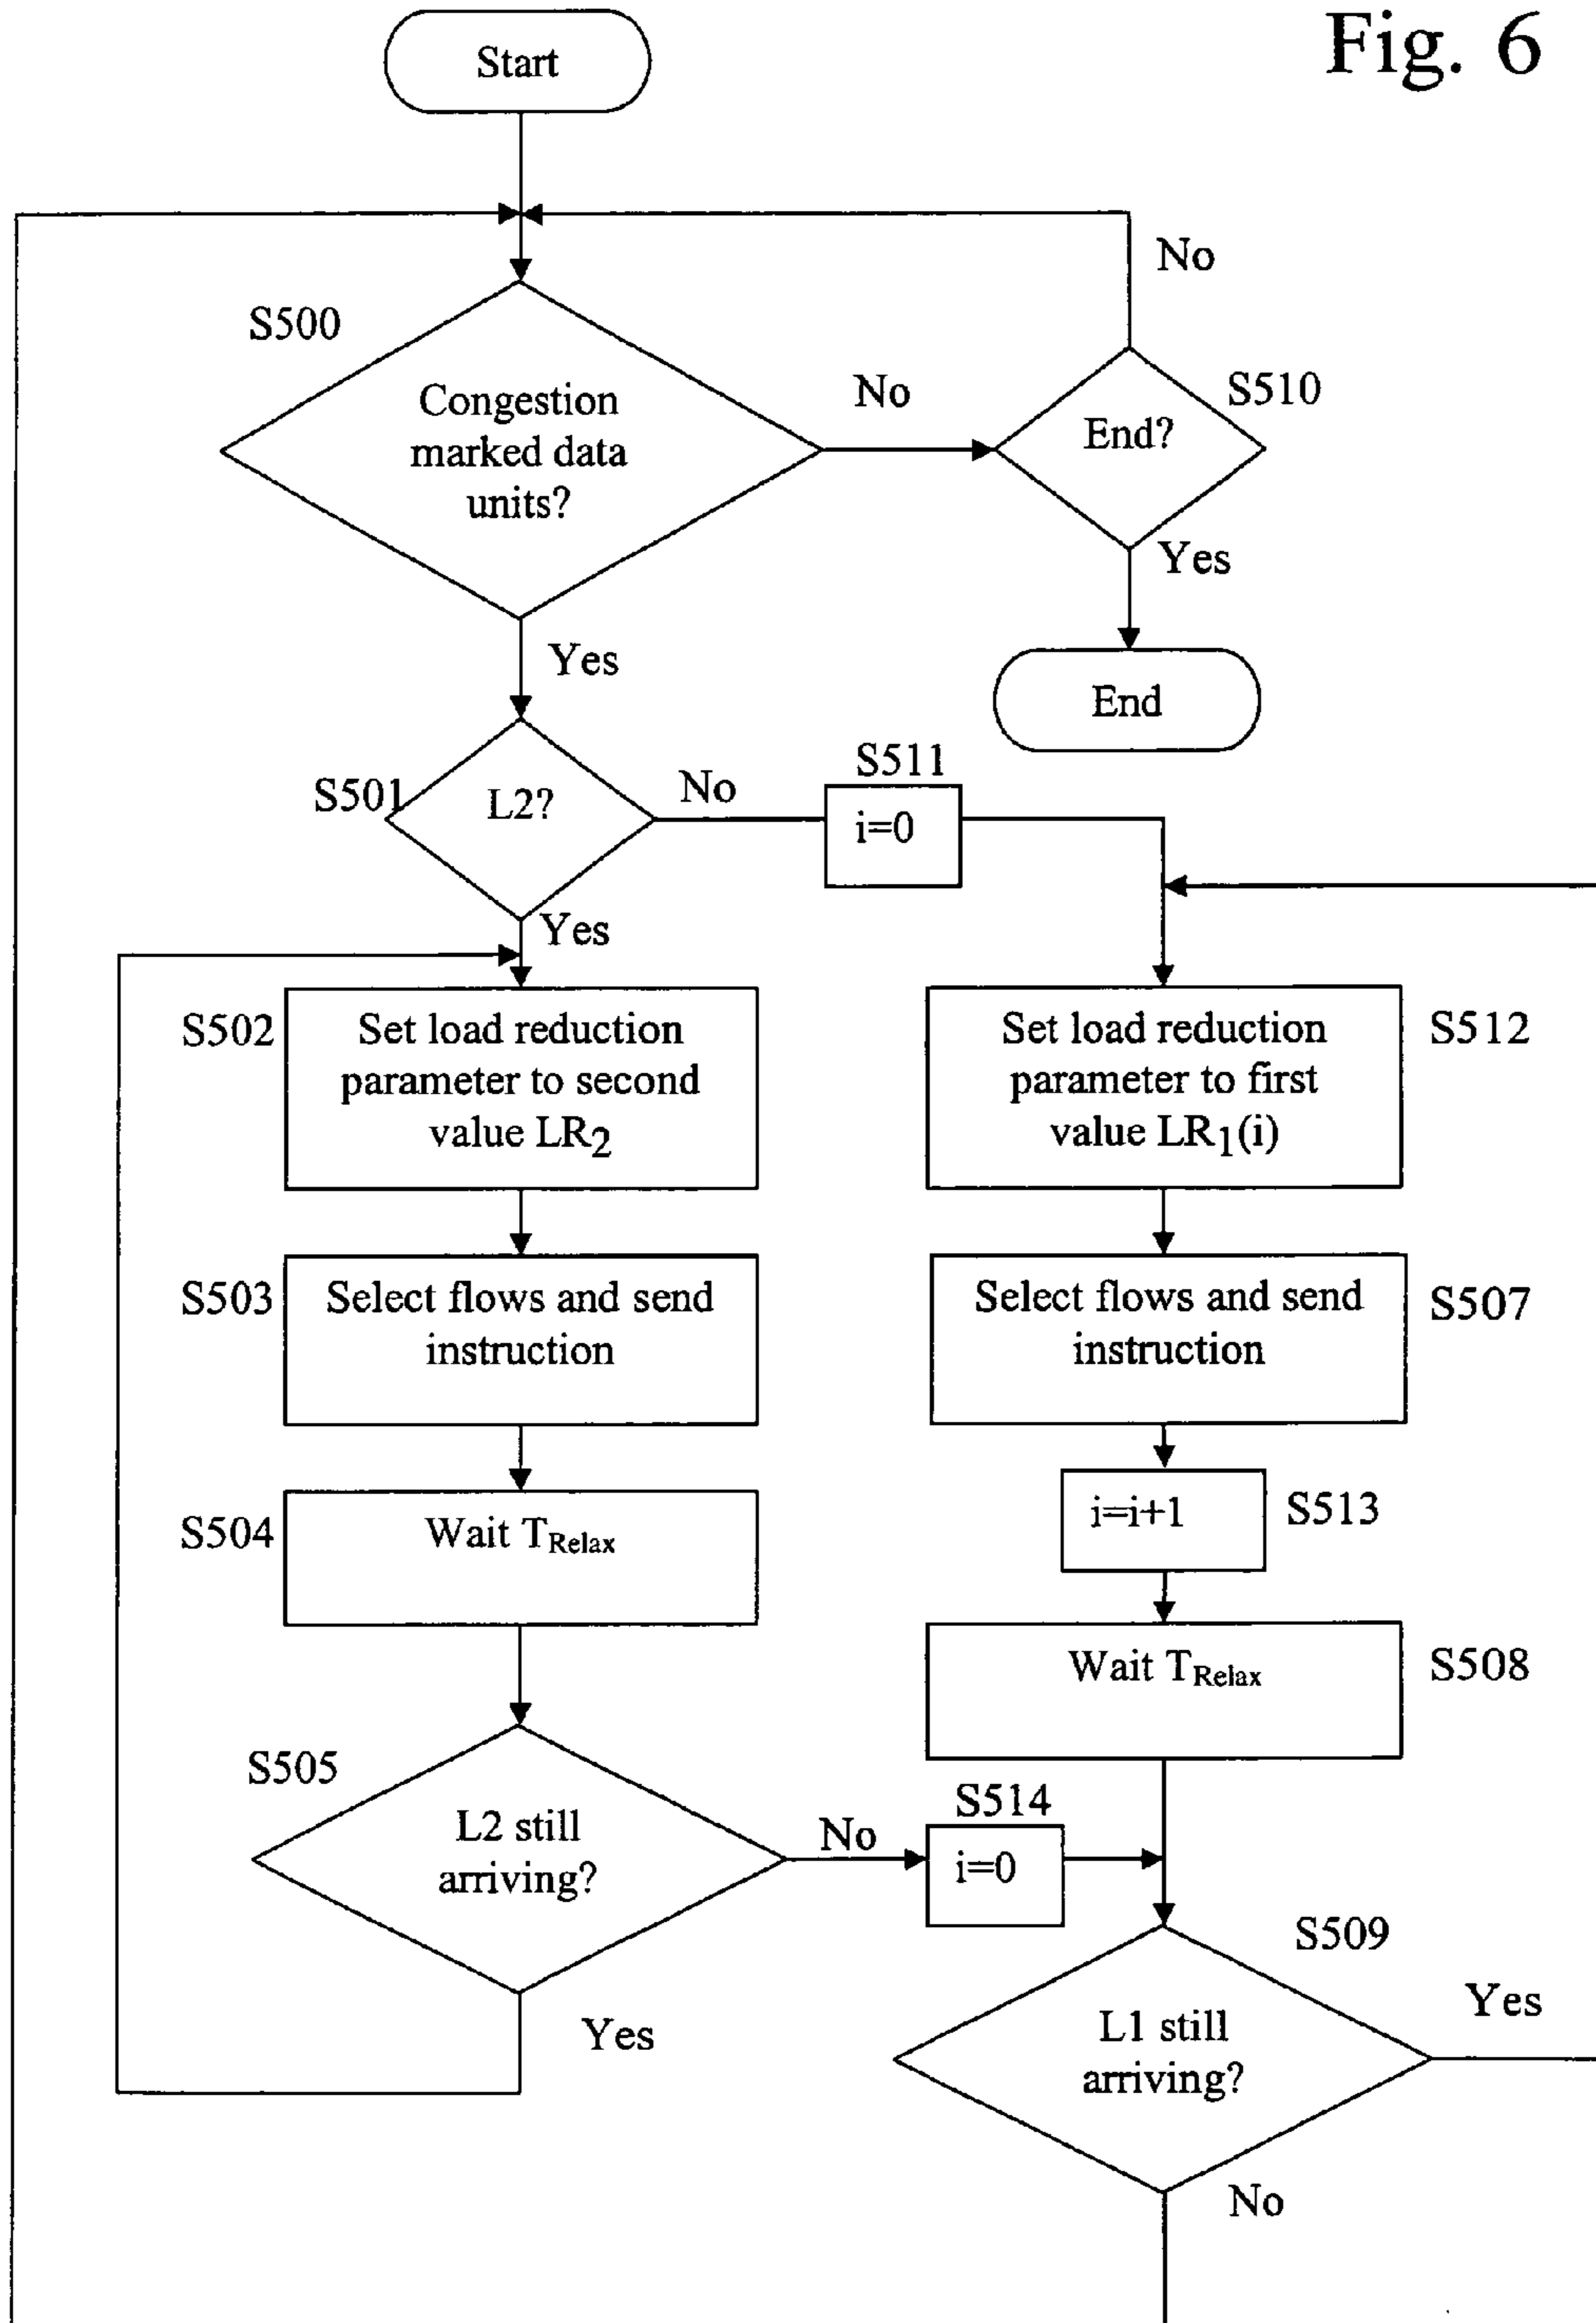 Fig. 6
Start
No
S500
Congestion
marked data
units?
No
S510
End?
Yes
Yes
End
S501
L2?
No
S511
i=0
Yes
S502
Set load reduction
parameter to second
value LR2
Set load reduction
parameter to first
value LR1(i)
S512
S503
Select flows and send
instruction
Select flows and send
instruction
S507
i=i+1
S513
S504
Wait TRelax
Wait TRelax
S508
S505
L2 still
arriving?
No
S514
i=0
Yes
S509
L1 still
arriving?
Yes
No